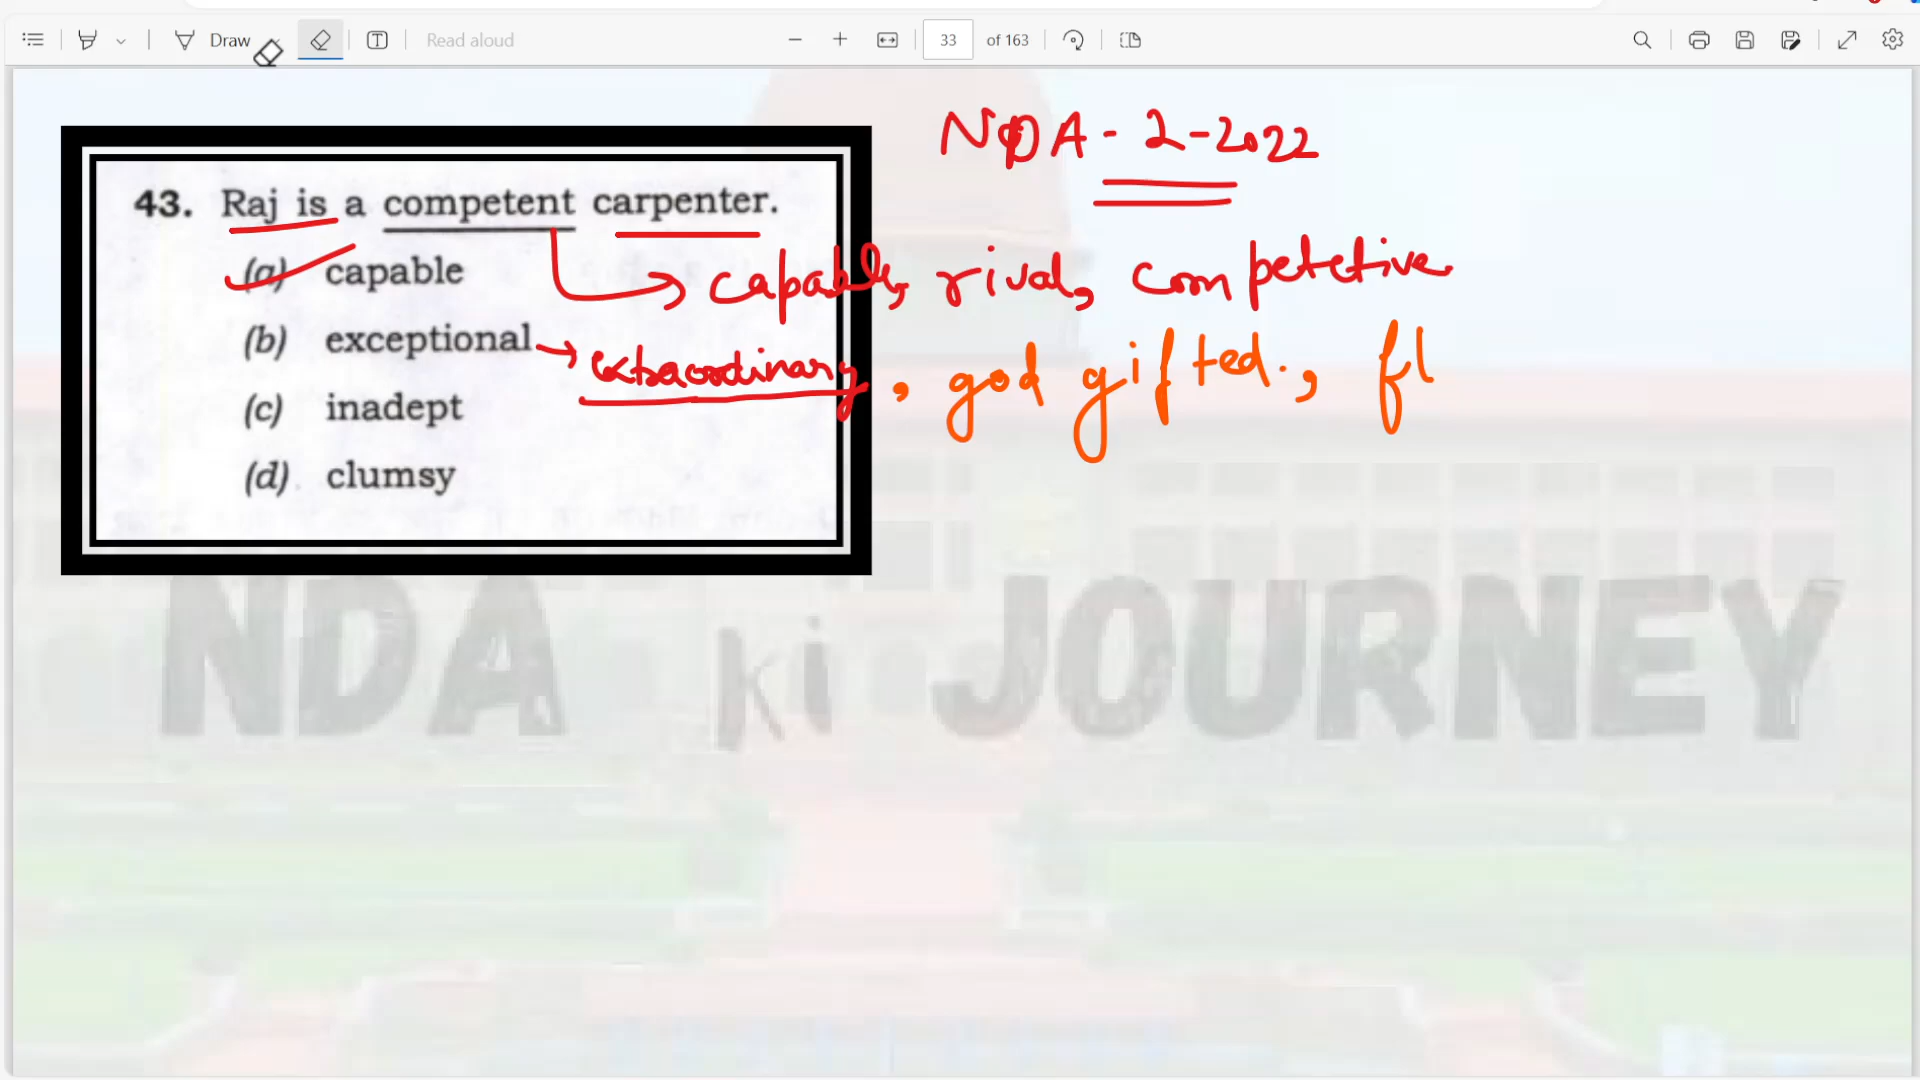 Draw
Read aloud
33 of 163
NDA - 2 - 2022
43. Raj is a competent carpenter.
(a) capable
capable, rival, competetive
(b) exceptional
extraordinary, god gifted., fl
(c) inadept
(d) clumsy
NDA ki JOURNEY